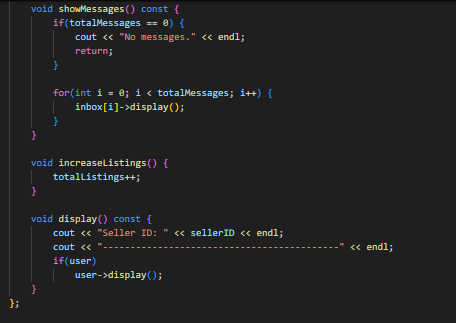 void showMessages() const {
if(totalMessages == 0) {
cout << "No messages." << endl;
return;
}
for(int i = 0; i < totalMessages; i++) {
inbox[i]->display();
}
}
void increaseListings() {
totalListings++;
}
void display() const {
cout << "Seller ID: " << sellerID << endl;
cout << "-------------------------------------------" << endl;
if(user)
user->display();
}
};